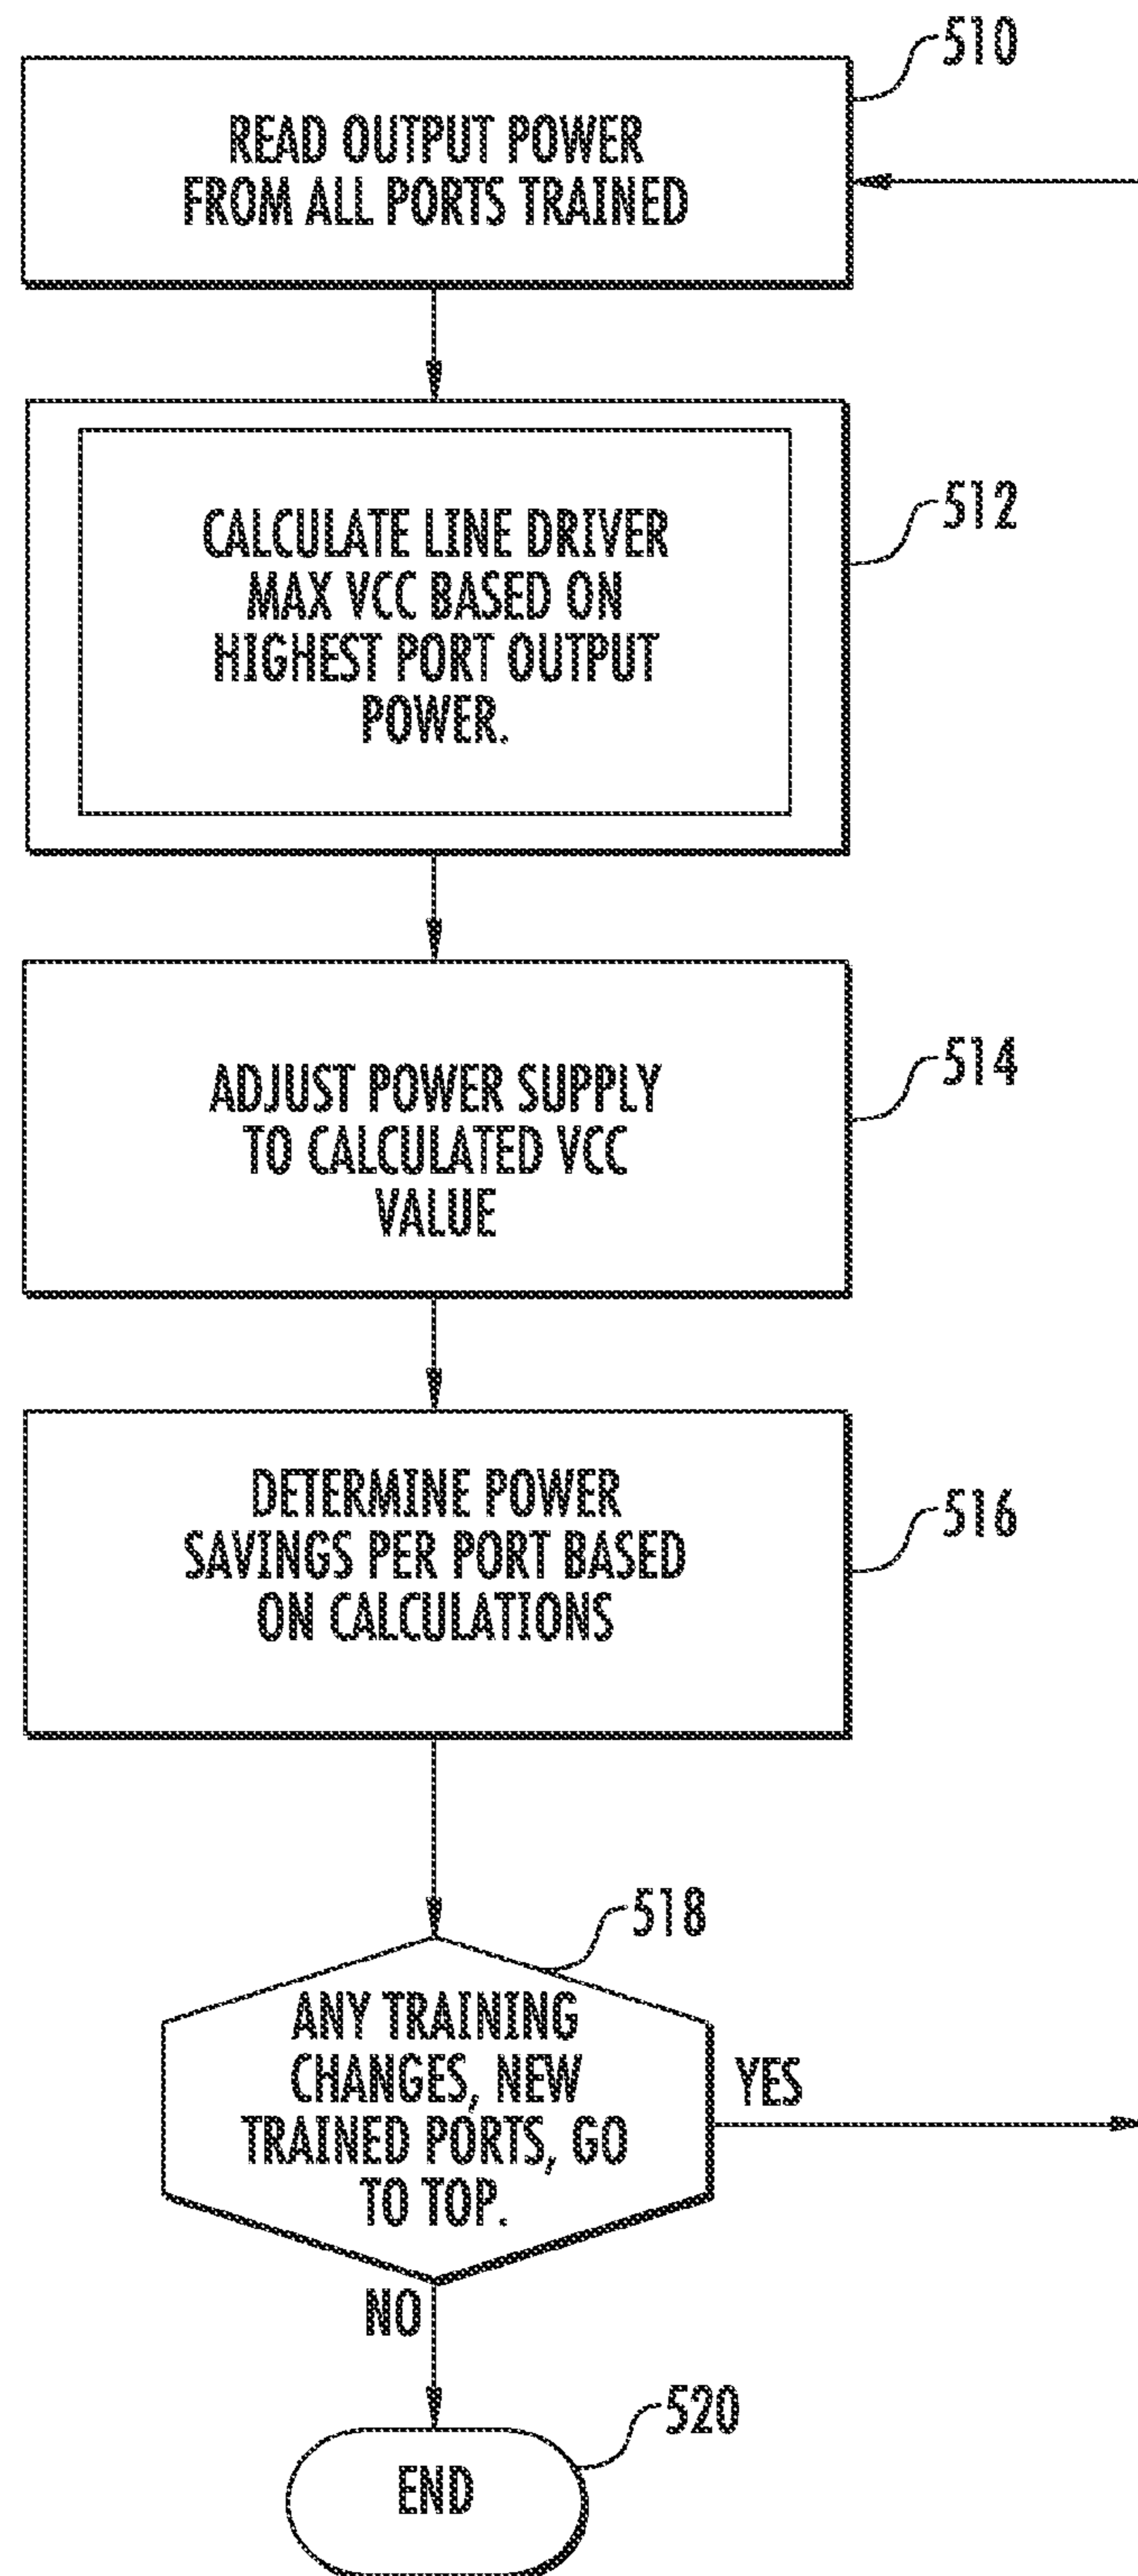 510
READ OUTPUT POWER
FROM ALL PORTS TRAINED
512
CALCULATE LINE DRIVER
MAX VCC BASED ON
HIGHEST PORT OUTPUT
POWER.
514
ADJUST POWER SUPPLY
TO CALCULATED VCC
VALUE
516
DETERMINE POWER
SAVINGS PER PORT BASED
ON CALCULATIONS
518
ANY TRAINING
CHANGES, NEW
TRAINED PORTS, GO
TO TOP.
YES
NO
520
END